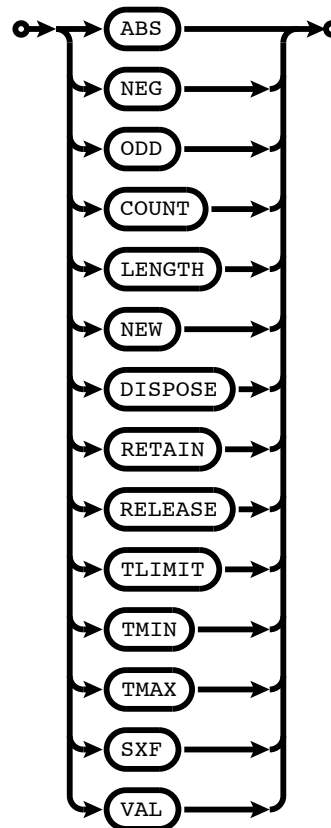 ABS
NEG
ODD
COUNT
LENGTH
NEW
DISPOSE
RETAIN
RELEASE
TLIMIT
TMIN
TMAX
SXF
VAL